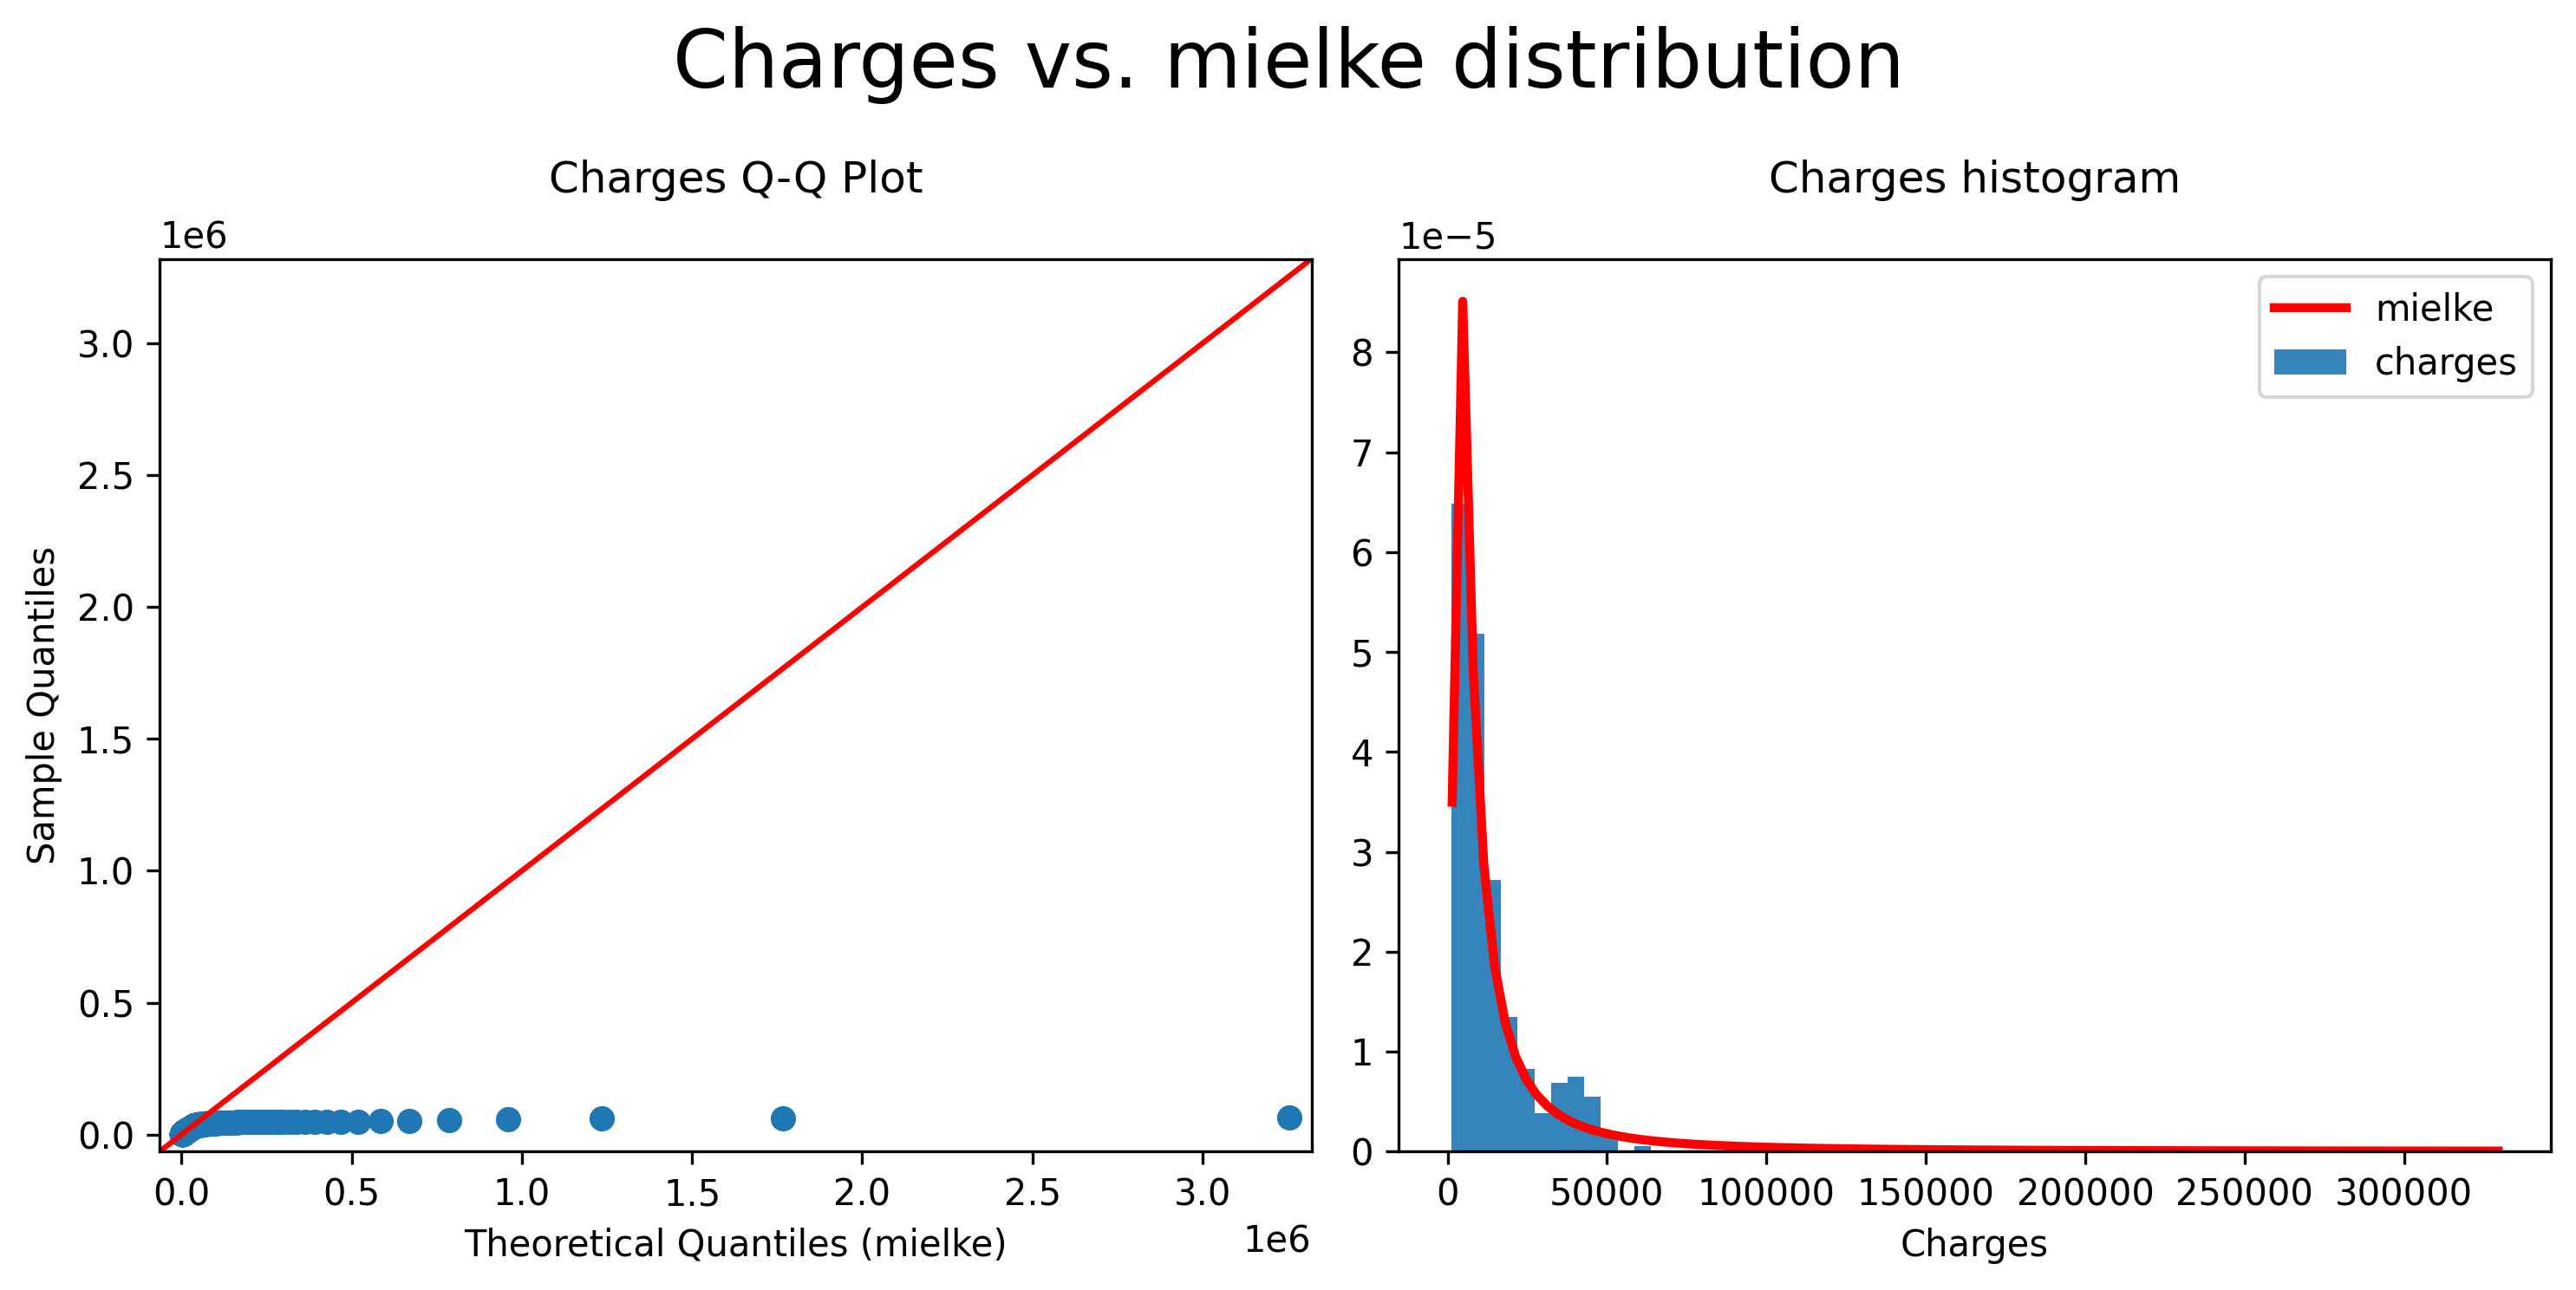 Charges vs. mielke distribution
Charges Q-Q Plot
1e6
3.0
2.5
2.0
1.5
1.0
0.5
0.0
Sample Quantiles
0.0 0.5 1.0 1.5 2.0 2.5 3.0
Theoretical Quantiles (mielke)
1e6
Charges histogram
1e−5
mielke
charges
8
7
6
5
4
3
2
1
0
0 50000 100000 150000 200000 250000 300000
Charges